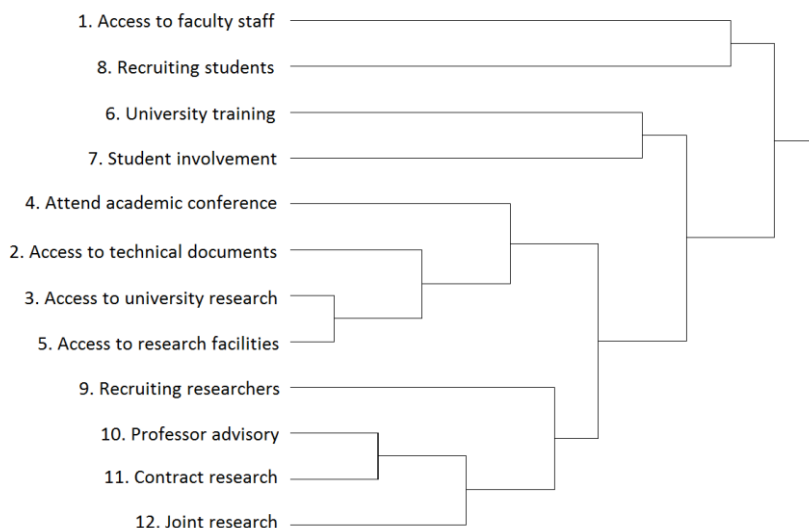 1. Access to faculty staff
8. Recruiting students
6. University training
7. Student involvement
4. Attend academic conference
2. Access to technical documents
3. Access to university research
5. Access to research facilities
9. Recruiting researchers
10. Professor advisory
11. Contract research
12. Joint research